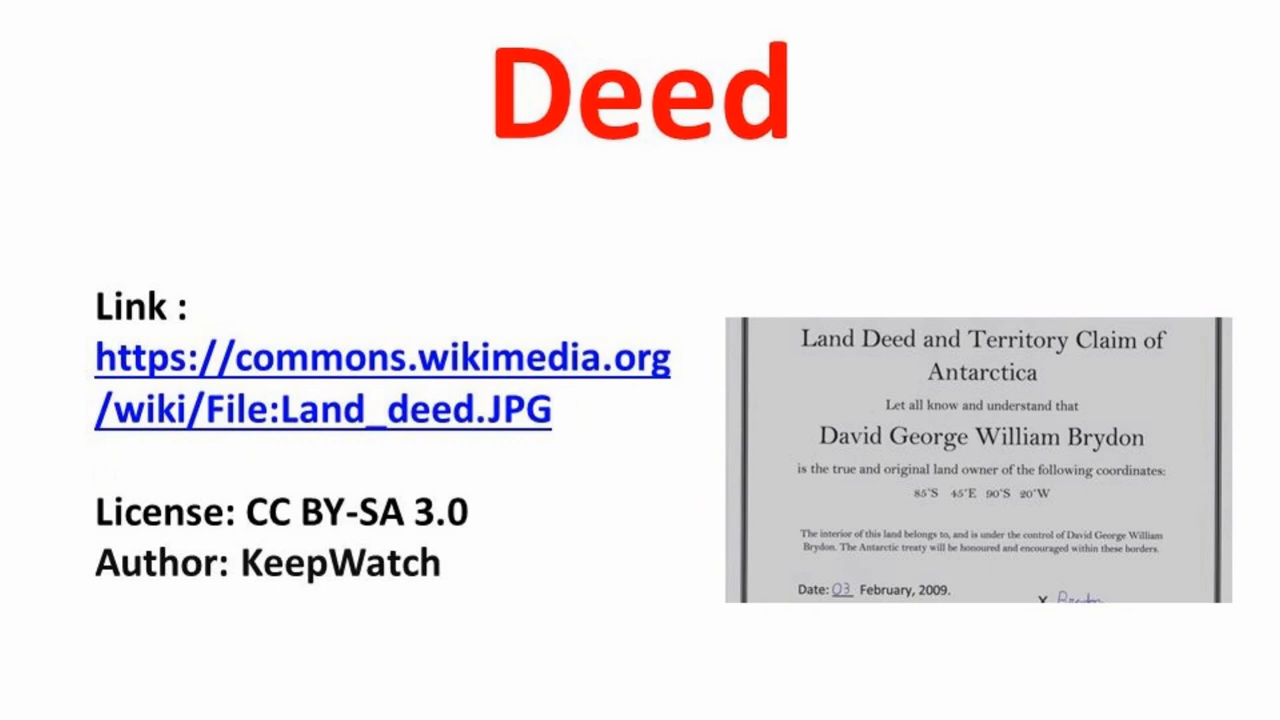 Deed
Link :
https://commons.wikimedia.org
/wiki/File:Land_deed.JPG
License: CC BY-SA 3.0
Author: KeepWatch
Land Deed and Territory Claim of
Antarctica
Let all know and understand that
David George William Brydon
is the true and original land owner of the following coordinates:
85°S 45°E 90°S 20°W
The interior of this land belongs to, and is under the control of David George William
Brydon. The Antarctic treaty will be honoured and encouraged within these borders.
Date: 03 February, 2009.
X